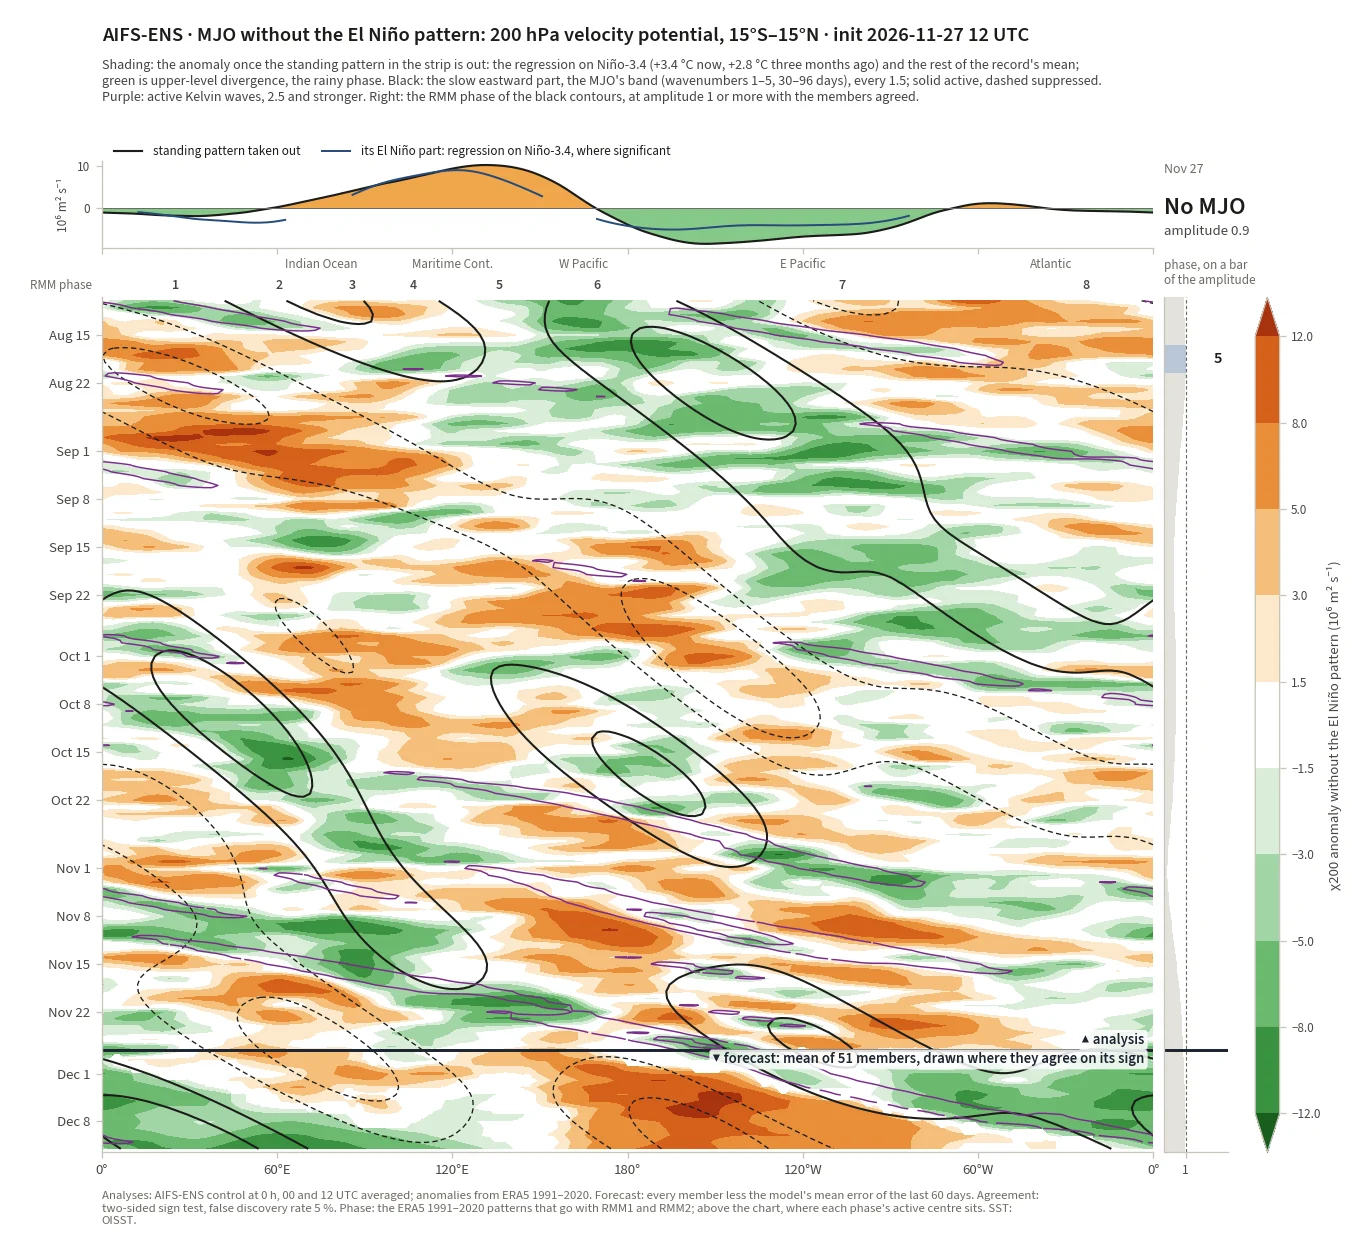 AIFS-ENS · MJO without the El Niño pattern: 200 hPa velocity potential, 15°S–15°N · init 2026-11-27 12 UTC
Shading: the anomaly once the standing pattern in the strip is out: the regression on Niño-3.4 (+3.4 °C now, +2.8 °C three months ago) and the rest of the record's mean;
green is upper-level divergence, the rainy phase. Black: the slow eastward part, the MJO's band (wavenumbers 1–5, 30–96 days), every 1.5; solid active, dashed suppressed.
Purple: active Kelvin waves, 2.5 and stronger. Right: the RMM phase of the black contours, at amplitude 1 or more with the members agreed.
standing pattern taken out
its El Niño part: regression on Niño-3.4, where significant
10
0
10⁶ m² s⁻¹
Nov 27
No MJO
amplitude 0.9
Indian Ocean
Maritime Cont.
W Pacific
E Pacific
Atlantic
phase, on a bar
of the amplitude
RMM phase
1
2
3
4
5
6
7
8
Aug 15
Aug 22
Sep 1
Sep 8
Sep 15
Sep 22
Oct 1
Oct 8
Oct 15
Oct 22
Nov 1
Nov 8
Nov 15
Nov 22
Dec 1
Dec 8
▲ analysis
▼ forecast: mean of 51 members, drawn where they agree on its sign
5
12.0
8.0
5.0
3.0
1.5
−1.5
−3.0
−5.0
−8.0
−12.0
χ200 anomaly without the El Niño pattern (10⁶ m² s⁻¹)
0°
60°E
120°E
180°
120°W
60°W
0°
1
Analyses: AIFS-ENS control at 0 h, 00 and 12 UTC averaged; anomalies from ERA5 1991–2020. Forecast: every member less the model's mean error of the last 60 days. Agreement:
two-sided sign test, false discovery rate 5 %. Phase: the ERA5 1991–2020 patterns that go with RMM1 and RMM2; above the chart, where each phase's active centre sits. SST:
OISST.